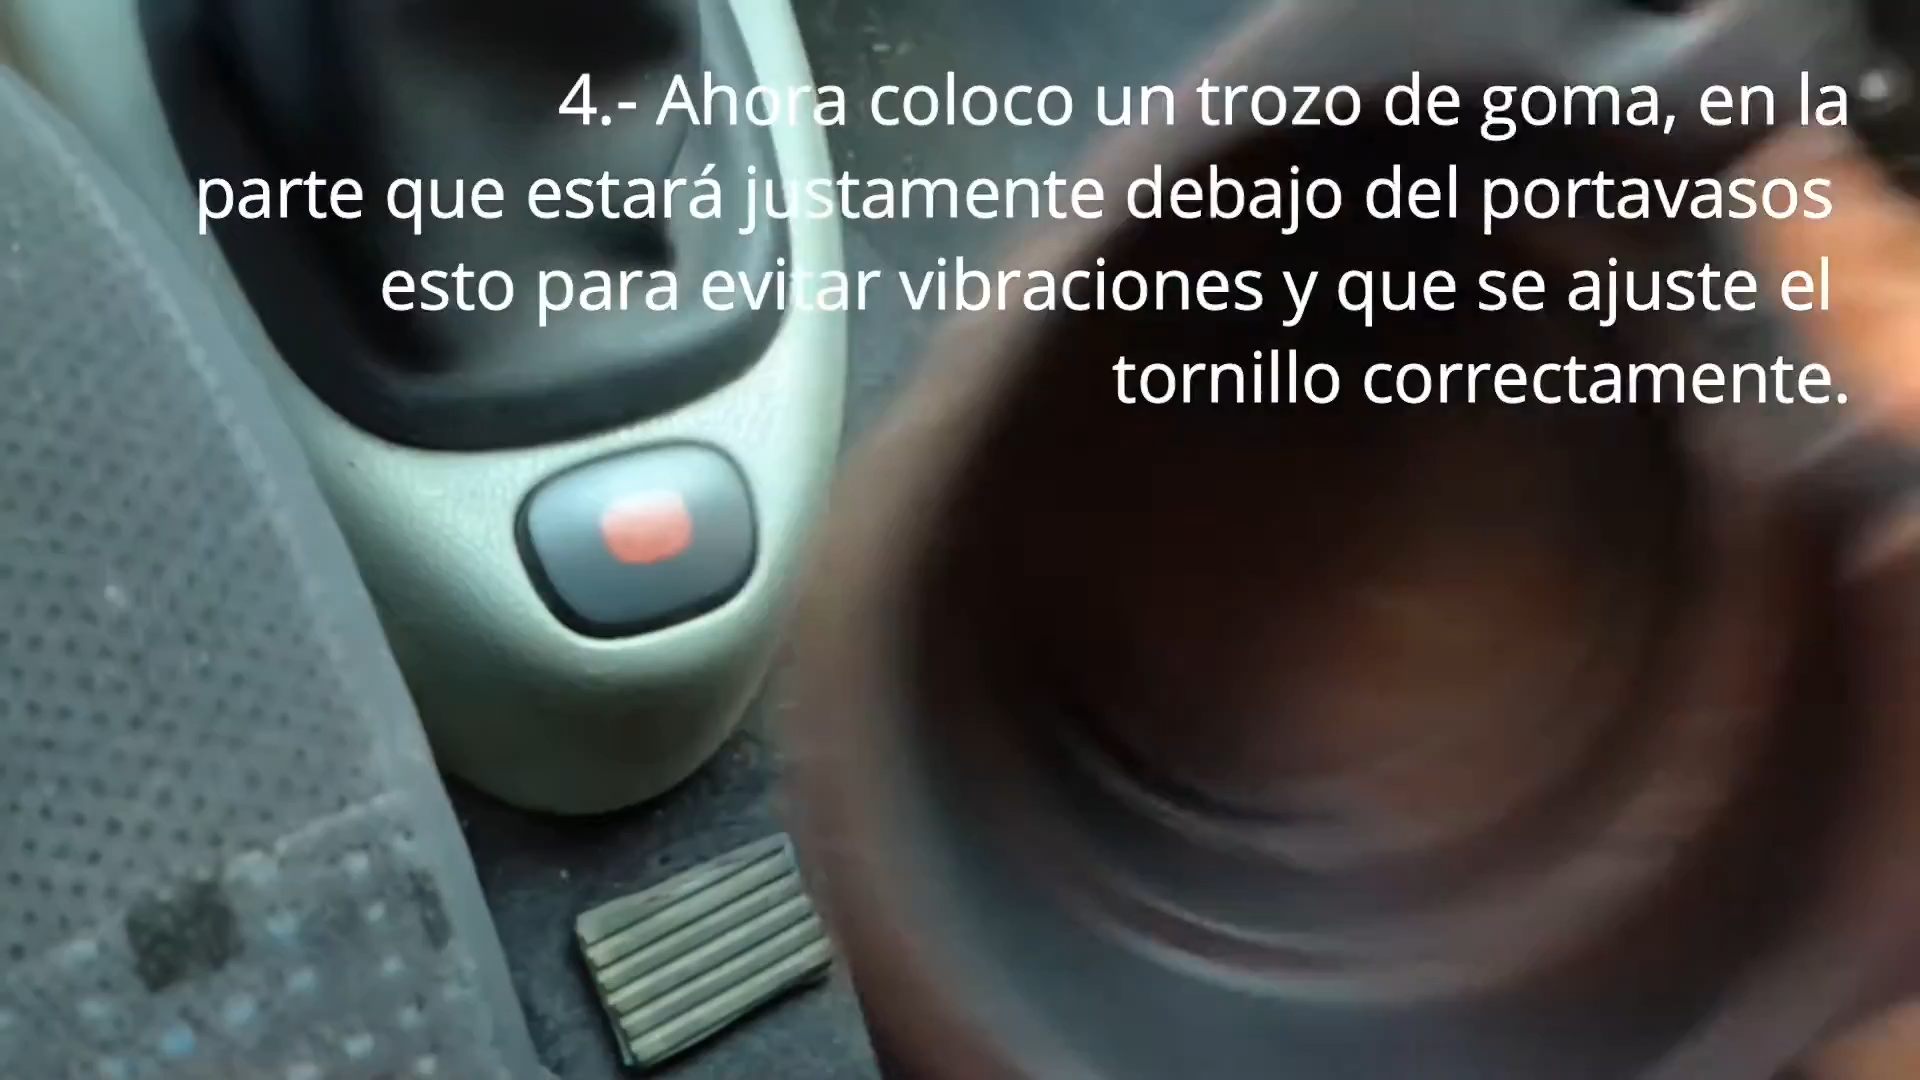 4.- Ahora coloco un trozo de goma, en la
parte que estará justamente debajo del portavasos
esto para evitar vibraciones y que se ajuste el
tornillo correctamente.